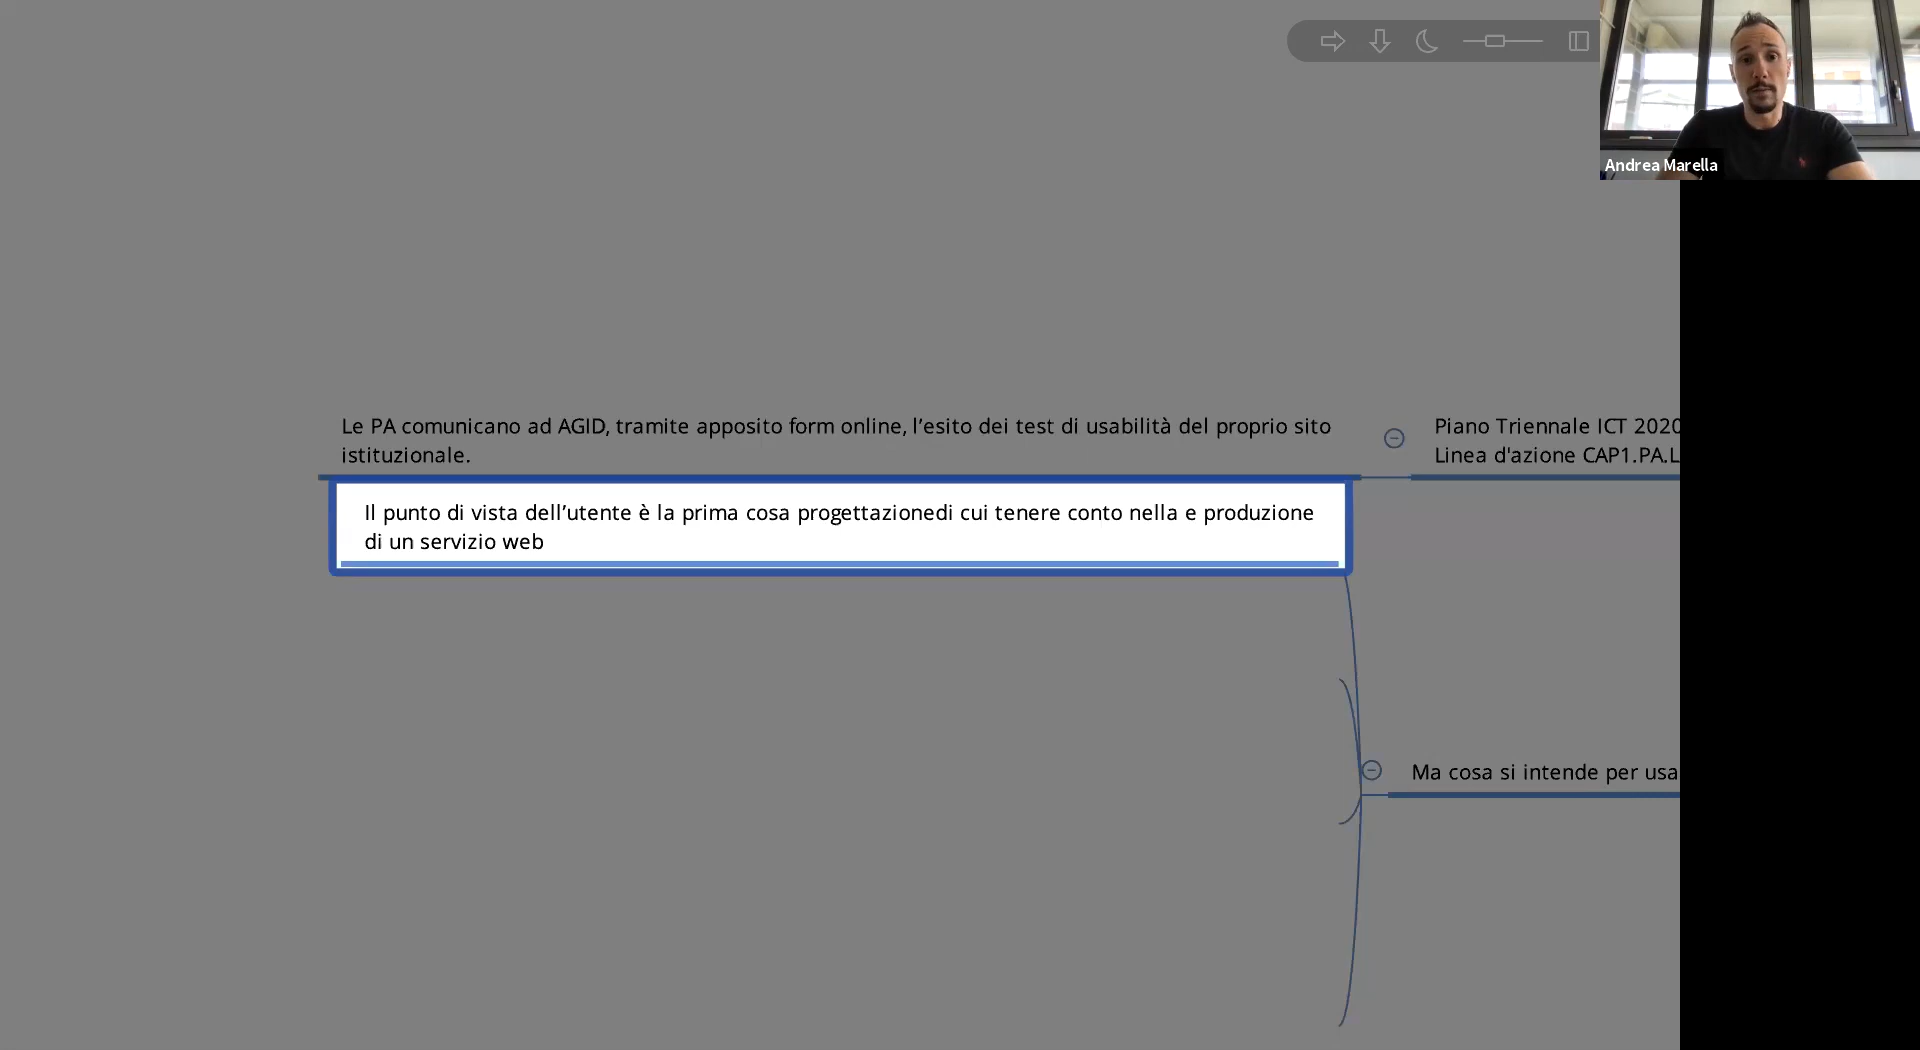 Andrea Marella
Le PA comunicano ad AGID, tramite apposito form online, l’esito dei test di usabilità del proprio sito
istituzionale.
Piano Triennale ICT 2020
Linea d'azione CAP1.PA.L
Il punto di vista dell’utente è la prima cosa progettazionedi cui tenere conto nella e produzione
di un servizio web
Ma cosa si intende per usa